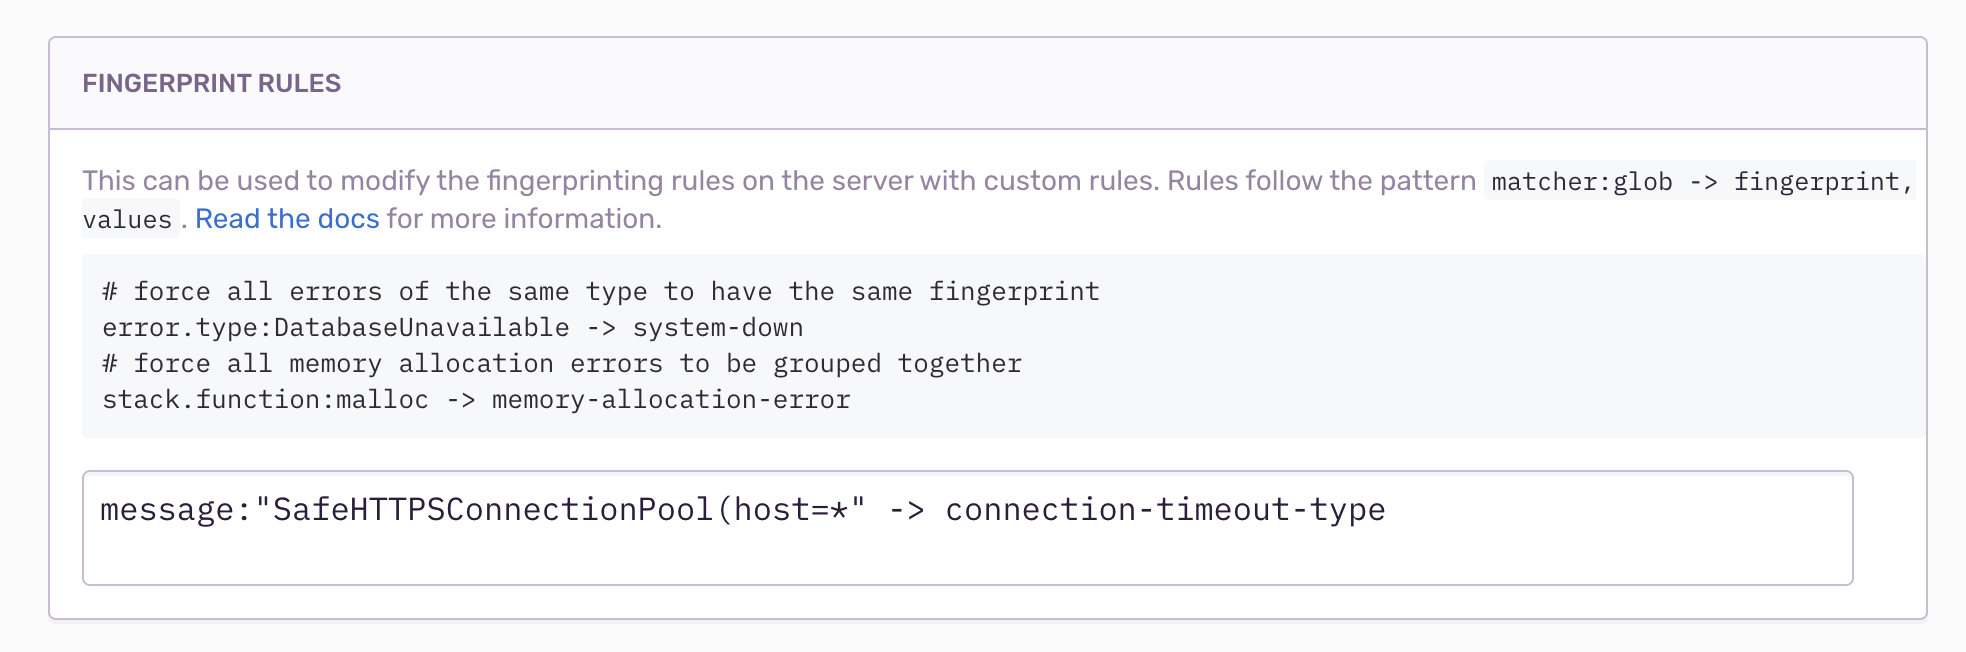 FINGERPRINT RULES
This can be used to modify the fingerprinting rules on the server with custom rules. Rules follow the pattern matcher:glob -> fingerprint,
values. Read the docs for more information.
# force all errors of the same type to have the same fingerprint
error.type:DatabaseUnavailable -> system-down
# force all memory allocation errors to be grouped together
stack.function:malloc -> memory-allocation-error
message:"SafeHTTPSConnectionPool(host=*" -> connection-timeout-type